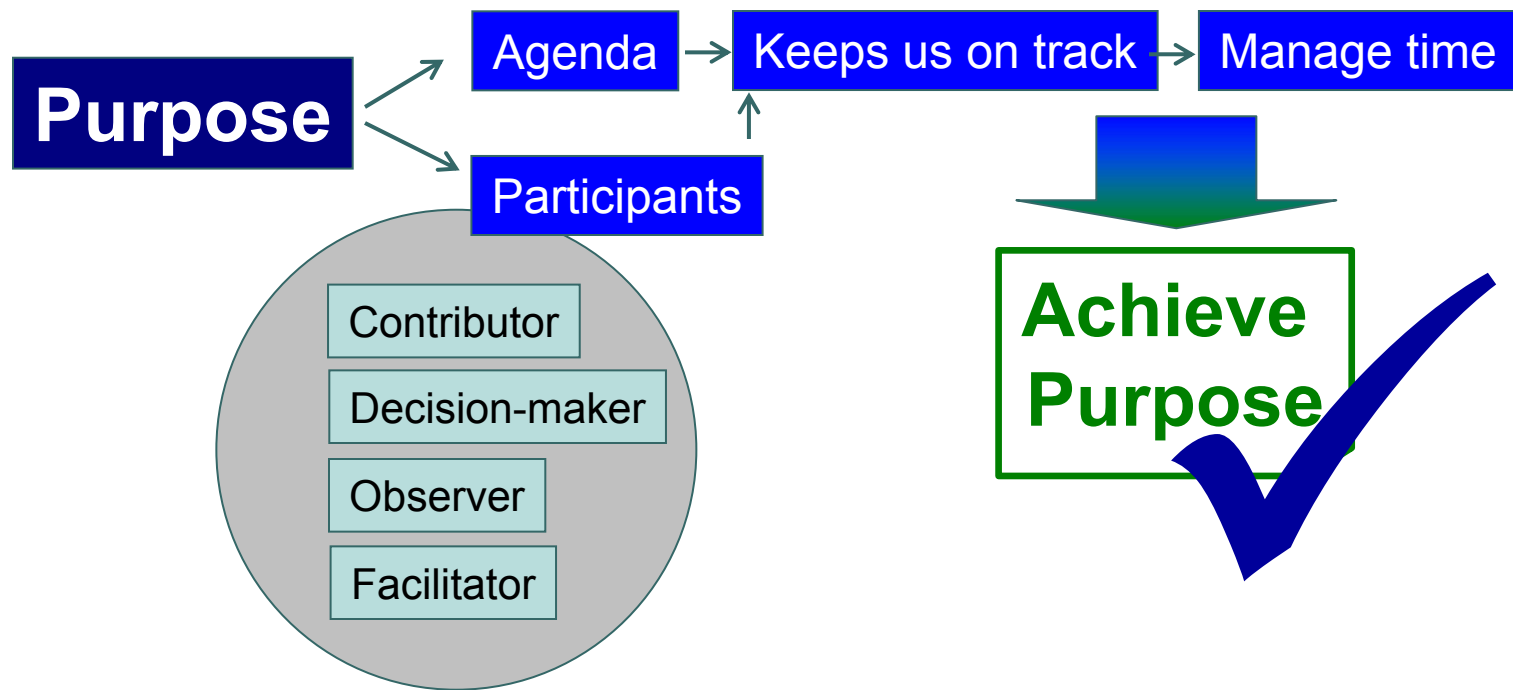 Purpose
Agenda
Keeps us on track
Manage time
Participants
Contributor
Decision-maker
Observer
Facilitator
Achieve
Purpose